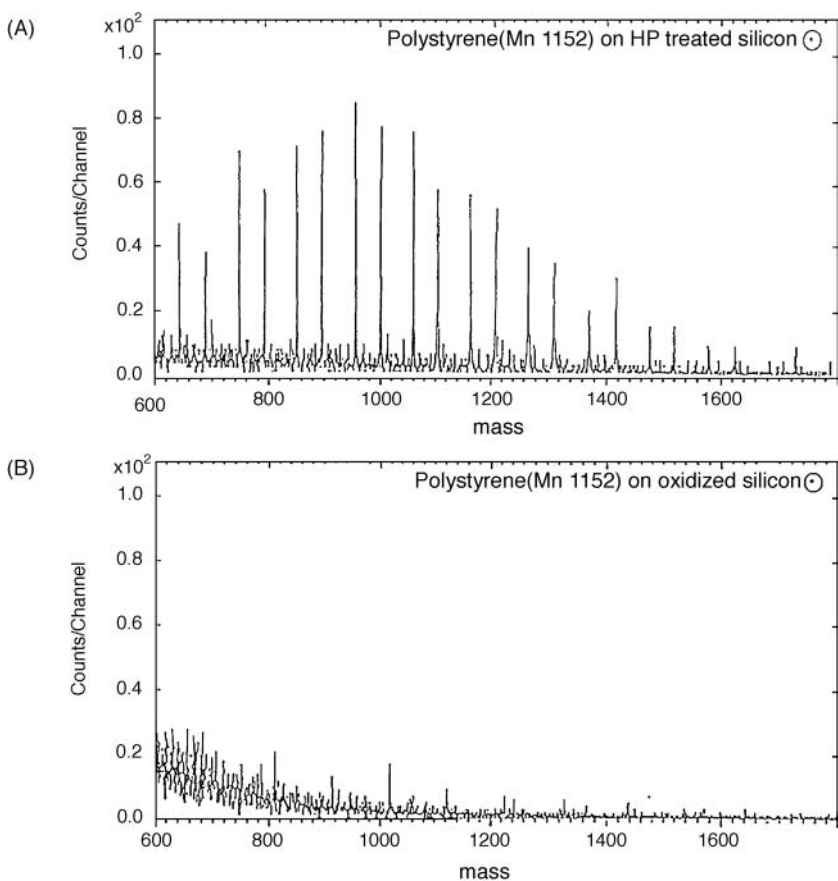 (A)
x10²
Polystyrene(Mn 1152) on HP treated silicon
1.0
0.8
0.6
0.4
0.2
0.0
Counts/Channel
600 800 1000 1200 1400 1600
mass
(B)
x10²
Polystyrene(Mn 1152) on oxidized silicon
1.0
0.8
0.6
0.4
0.2
0.0
Counts/Channel
600 800 1000 1200 1400 1600
mass